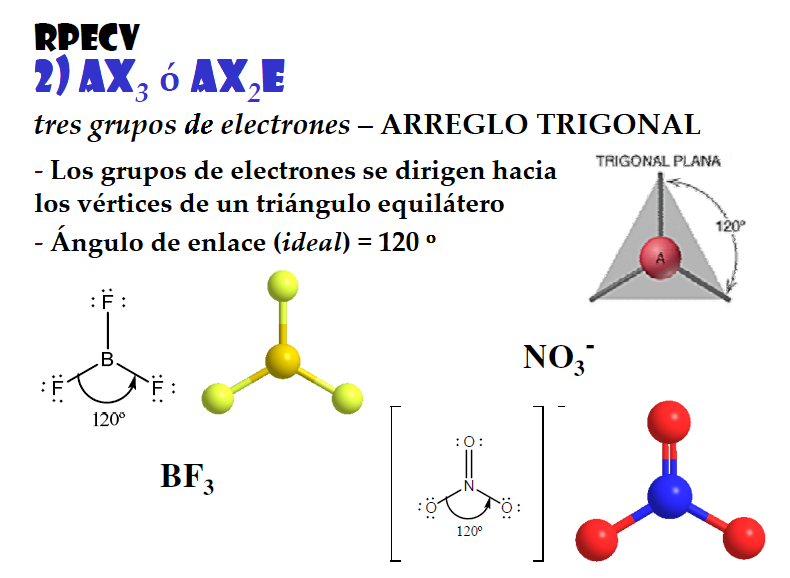 RPECV
2) AX3 ó AX2E
tres grupos de electrones – ARREGLO TRIGONAL
- Los grupos de electrones se dirigen hacia
los vértices de un triángulo equilátero
- Ángulo de enlace (ideal) = 120 º
TRIGONAL PLANA
120º
A
F
B
F
F
120º
BF3
NO3-
O
N
O
O
120º
-